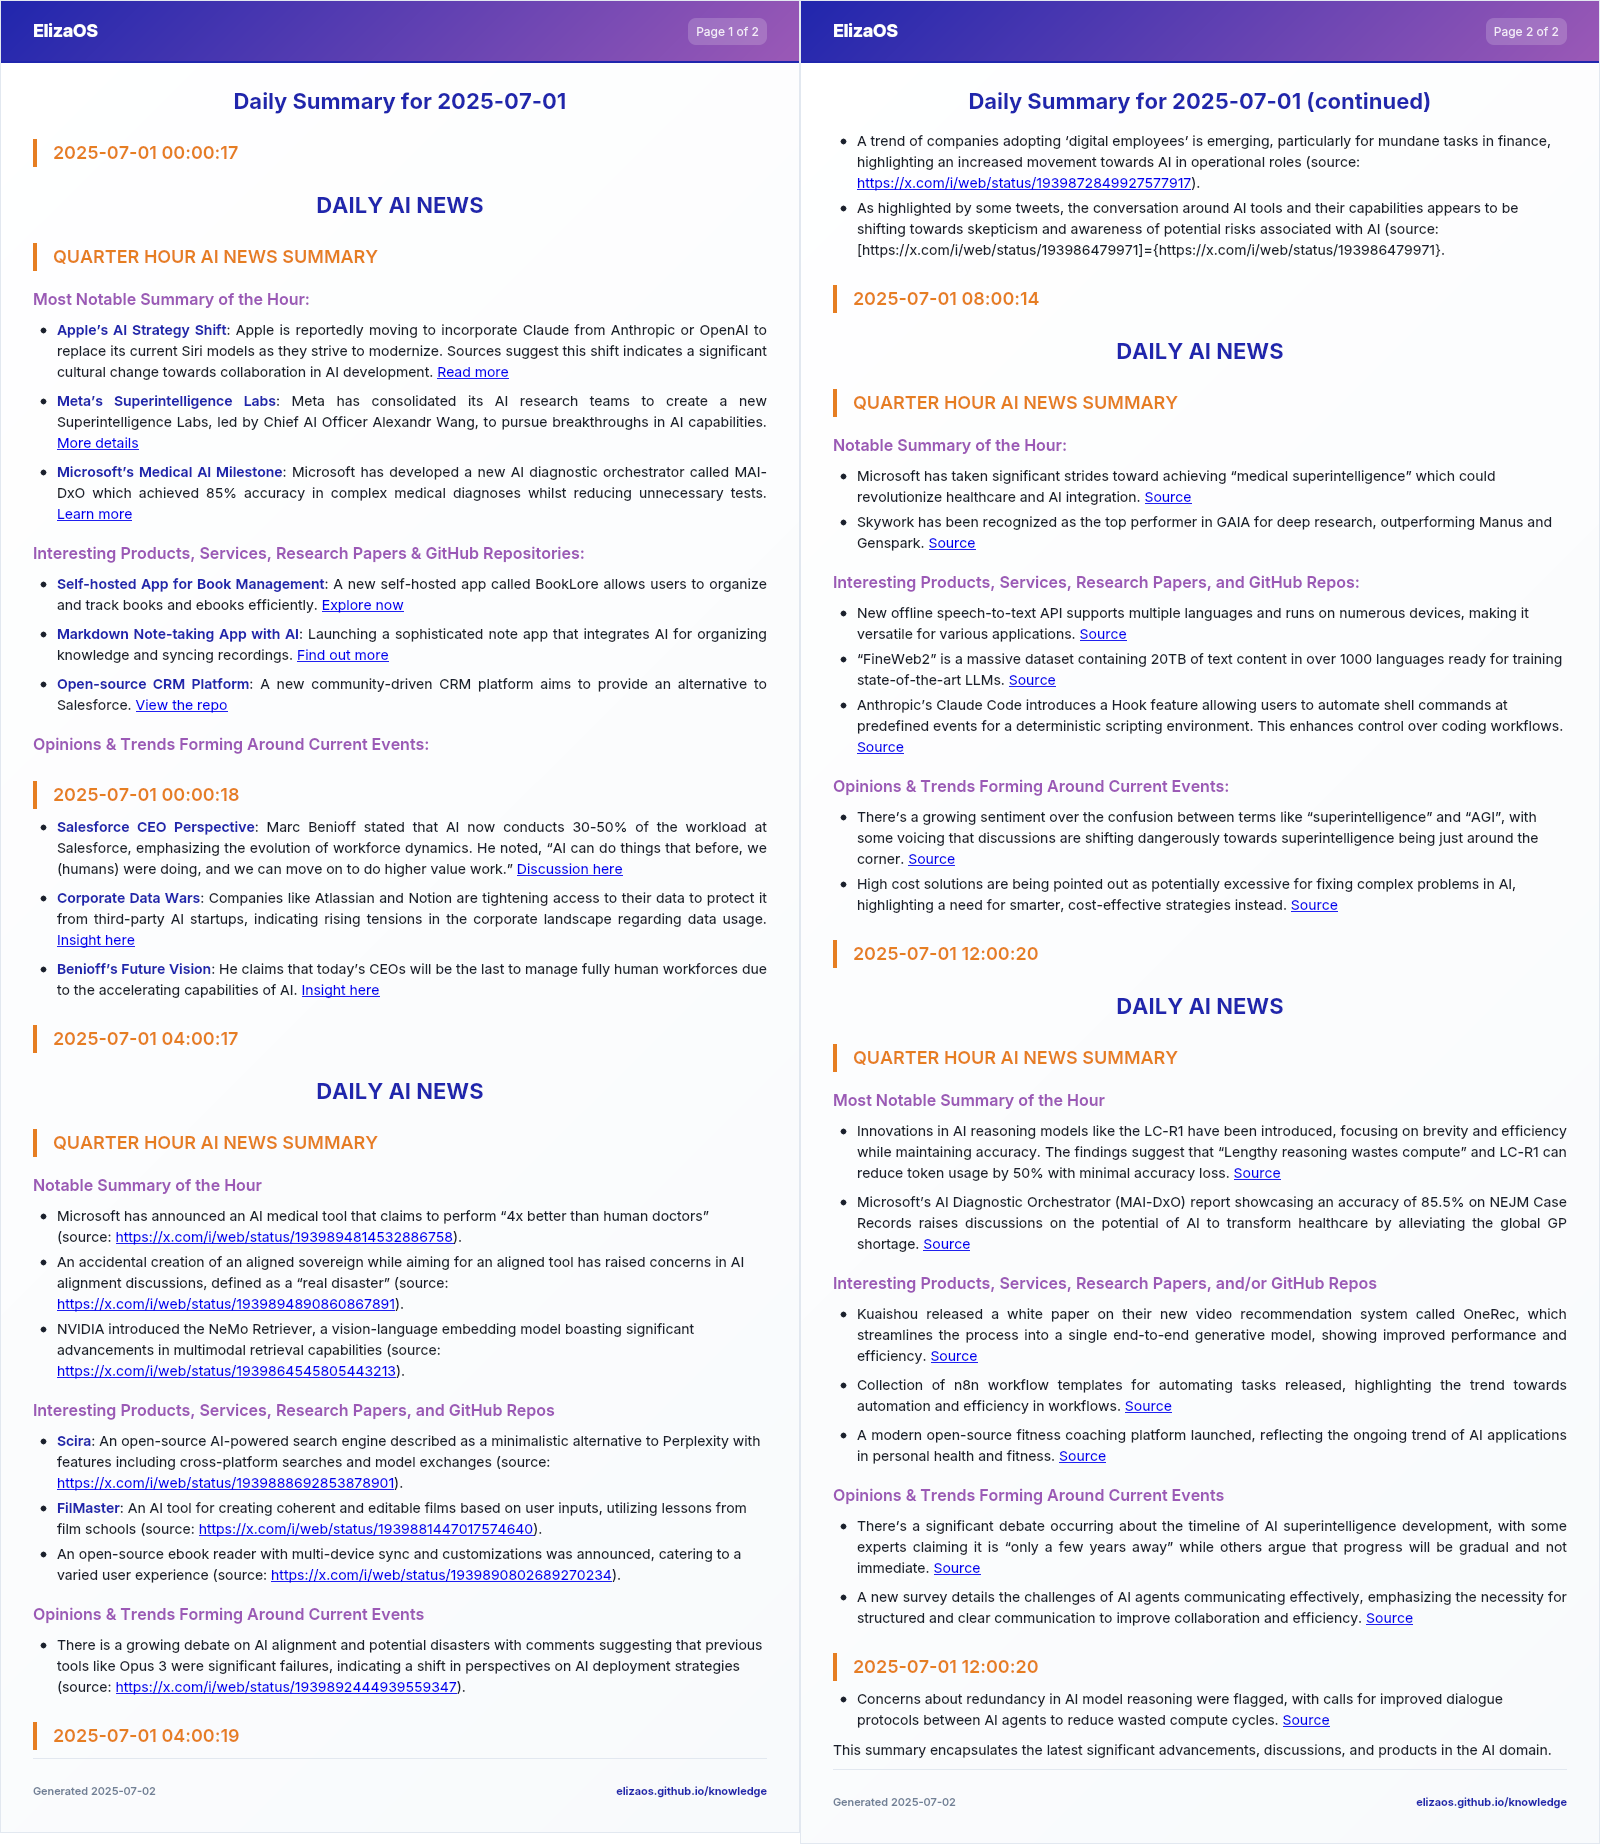 ElizaOS
Page 1 of 2
Daily Summary for 2025-07-01
2025-07-01 00:00:17
DAILY AI NEWS
QUARTER HOUR AI NEWS SUMMARY
Most Notable Summary of the Hour:
• Apple’s AI Strategy Shift: Apple is reportedly moving to incorporate Claude from Anthropic or OpenAI to
replace its current Siri models as they strive to modernize. Sources suggest this shift indicates a significant
cultural change towards collaboration in AI development. Read more
• Meta’s Superintelligence Labs: Meta has consolidated its AI research teams to create a new
Superintelligence Labs, led by Chief AI Officer Alexandr Wang, to pursue breakthroughs in AI capabilities.
More details
• Microsoft’s Medical AI Milestone: Microsoft has developed a new AI diagnostic orchestrator called MAI-
DxO which achieved 85% accuracy in complex medical diagnoses whilst reducing unnecessary tests.
Learn more
Interesting Products, Services, Research Papers & GitHub Repositories:
• Self-hosted App for Book Management: A new self-hosted app called BookLore allows users to organize
and track books and ebooks efficiently. Explore now
• Markdown Note-taking App with AI: Launching a sophisticated note app that integrates AI for organizing
knowledge and syncing recordings. Find out more
• Open-source CRM Platform: A new community-driven CRM platform aims to provide an alternative to
Salesforce. View the repo
Opinions & Trends Forming Around Current Events:
2025-07-01 00:00:18
• Salesforce CEO Perspective: Marc Benioff stated that AI now conducts 30-50% of the workload at
Salesforce, emphasizing the evolution of workforce dynamics. He noted, “AI can do things that before, we
(humans) were doing, and we can move on to do higher value work.” Discussion here
• Corporate Data Wars: Companies like Atlassian and Notion are tightening access to their data to protect it
from third-party AI startups, indicating rising tensions in the corporate landscape regarding data usage.
Insight here
• Benioff’s Future Vision: He claims that today’s CEOs will be the last to manage fully human workforces due
to the accelerating capabilities of AI. Insight here
2025-07-01 04:00:17
DAILY AI NEWS
QUARTER HOUR AI NEWS SUMMARY
Notable Summary of the Hour
• Microsoft has announced an AI medical tool that claims to perform “4x better than human doctors”
(source: https://x.com/i/web/status/1939894814532886758).
• An accidental creation of an aligned sovereign while aiming for an aligned tool has raised concerns in AI
alignment discussions, defined as a “real disaster” (source:
https://x.com/i/web/status/1939894890860867891).
• NVIDIA introduced the NeMo Retriever, a vision-language embedding model boasting significant
advancements in multimodal retrieval capabilities (source:
https://x.com/i/web/status/1939864545805443213).
Interesting Products, Services, Research Papers, and GitHub Repos
• Scira: An open-source AI-powered search engine described as a minimalistic alternative to Perplexity with
features including cross-platform searches and model exchanges (source:
https://x.com/i/web/status/1939888692853878901).
• FilMaster: An AI tool for creating coherent and editable films based on user inputs, utilizing lessons from
film schools (source: https://x.com/i/web/status/1939881447017574640).
• An open-source ebook reader with multi-device sync and customizations was announced, catering to a
varied user experience (source: https://x.com/i/web/status/1939890802689270234).
Opinions & Trends Forming Around Current Events
• There is a growing debate on AI alignment and potential disasters with comments suggesting that previous
tools like Opus 3 were significant failures, indicating a shift in perspectives on AI deployment strategies
(source: https://x.com/i/web/status/1939892444939559347).
2025-07-01 04:00:19
Generated 2025-07-02
elizaos.github.io/knowledge
ElizaOS
Page 2 of 2
Daily Summary for 2025-07-01 (continued)
• A trend of companies adopting ‘digital employees’ is emerging, particularly for mundane tasks in finance,
highlighting an increased movement towards AI in operational roles (source:
https://x.com/i/web/status/1939872849927577917).
• As highlighted by some tweets, the conversation around AI tools and their capabilities appears to be
shifting towards skepticism and awareness of potential risks associated with AI (source:
[https://x.com/i/web/status/193986479971]={https://x.com/i/web/status/193986479971}.
2025-07-01 08:00:14
DAILY AI NEWS
QUARTER HOUR AI NEWS SUMMARY
Notable Summary of the Hour:
• Microsoft has taken significant strides toward achieving “medical superintelligence” which could
revolutionize healthcare and AI integration. Source
• Skywork has been recognized as the top performer in GAIA for deep research, outperforming Manus and
Genspark. Source
Interesting Products, Services, Research Papers, and GitHub Repos:
• New offline speech-to-text API supports multiple languages and runs on numerous devices, making it
versatile for various applications. Source
• “FineWeb2” is a massive dataset containing 20TB of text content in over 1000 languages ready for training
state-of-the-art LLMs. Source
• Anthropic’s Claude Code introduces a Hook feature allowing users to automate shell commands at
predefined events for a deterministic scripting environment. This enhances control over coding workflows.
Source
Opinions & Trends Forming Around Current Events:
• There’s a growing sentiment over the confusion between terms like “superintelligence” and “AGI”, with
some voicing that discussions are shifting dangerously towards superintelligence being just around the
corner. Source
• High cost solutions are being pointed out as potentially excessive for fixing complex problems in AI,
highlighting a need for smarter, cost-effective strategies instead. Source
2025-07-01 12:00:20
DAILY AI NEWS
QUARTER HOUR AI NEWS SUMMARY
Most Notable Summary of the Hour
• Innovations in AI reasoning models like the LC-R1 have been introduced, focusing on brevity and efficiency
while maintaining accuracy. The findings suggest that “Lengthy reasoning wastes compute” and LC-R1 can
reduce token usage by 50% with minimal accuracy loss. Source
• Microsoft’s AI Diagnostic Orchestrator (MAI-DxO) report showcasing an accuracy of 85.5% on NEJM Case
Records raises discussions on the potential of AI to transform healthcare by alleviating the global GP
shortage. Source
Interesting Products, Services, Research Papers, and/or GitHub Repos
• Kuaishou released a white paper on their new video recommendation system called OneRec, which
streamlines the process into a single end-to-end generative model, showing improved performance and
efficiency. Source
• Collection of n8n workflow templates for automating tasks released, highlighting the trend towards
automation and efficiency in workflows. Source
• A modern open-source fitness coaching platform launched, reflecting the ongoing trend of AI applications
in personal health and fitness. Source
Opinions & Trends Forming Around Current Events
• There’s a significant debate occurring about the timeline of AI superintelligence development, with some
experts claiming it is “only a few years away” while others argue that progress will be gradual and not
immediate. Source
• A new survey details the challenges of AI agents communicating effectively, emphasizing the necessity for
structured and clear communication to improve collaboration and efficiency. Source
2025-07-01 12:00:20
• Concerns about redundancy in AI model reasoning were flagged, with calls for improved dialogue
protocols between AI agents to reduce wasted compute cycles. Source
This summary encapsulates the latest significant advancements, discussions, and products in the AI domain.
Generated 2025-07-02
elizaos.github.io/knowledge